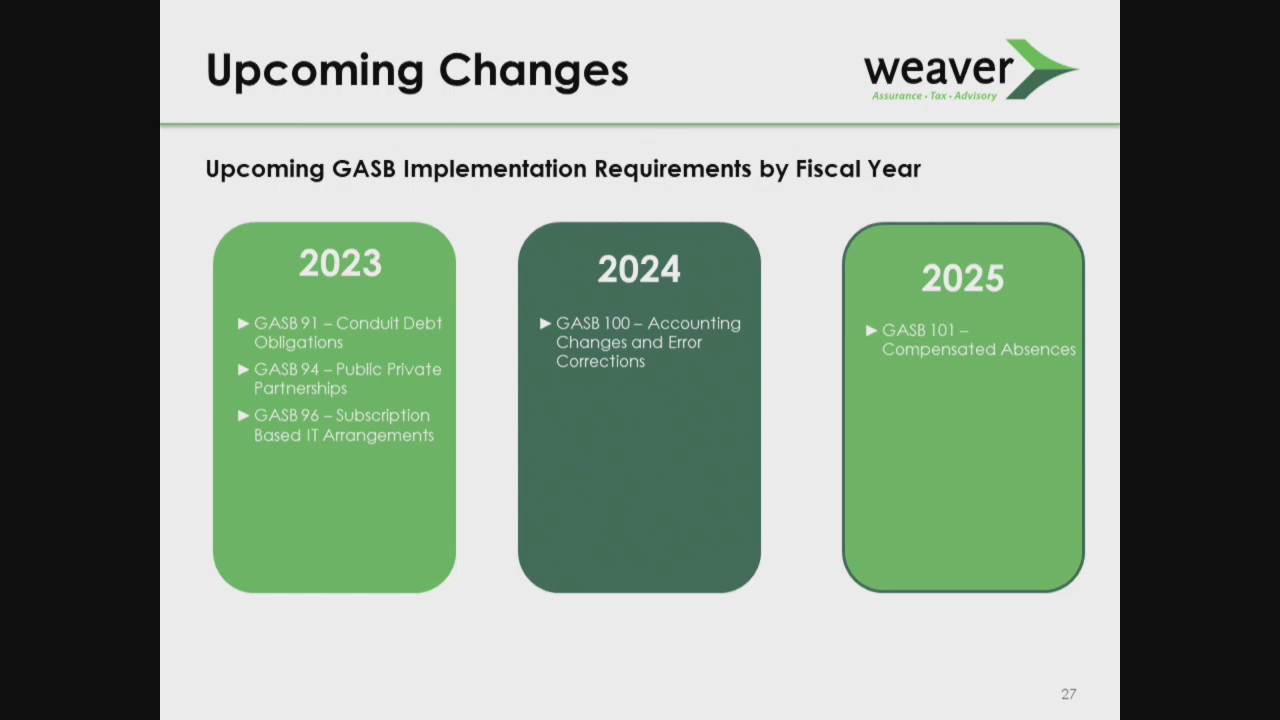 Upcoming Changes
weaver
Assurance • Tax • Advisory
Upcoming GASB Implementation Requirements by Fiscal Year
2023
► GASB 91 – Conduit Debt
Obligations
► GASB 94 – Public Private
Partnerships
► GASB 96 – Subscription
Based IT Arrangements
2024
► GASB 100 – Accounting
Changes and Error
Corrections
2025
► GASB 101 –
Compensated Absences
27